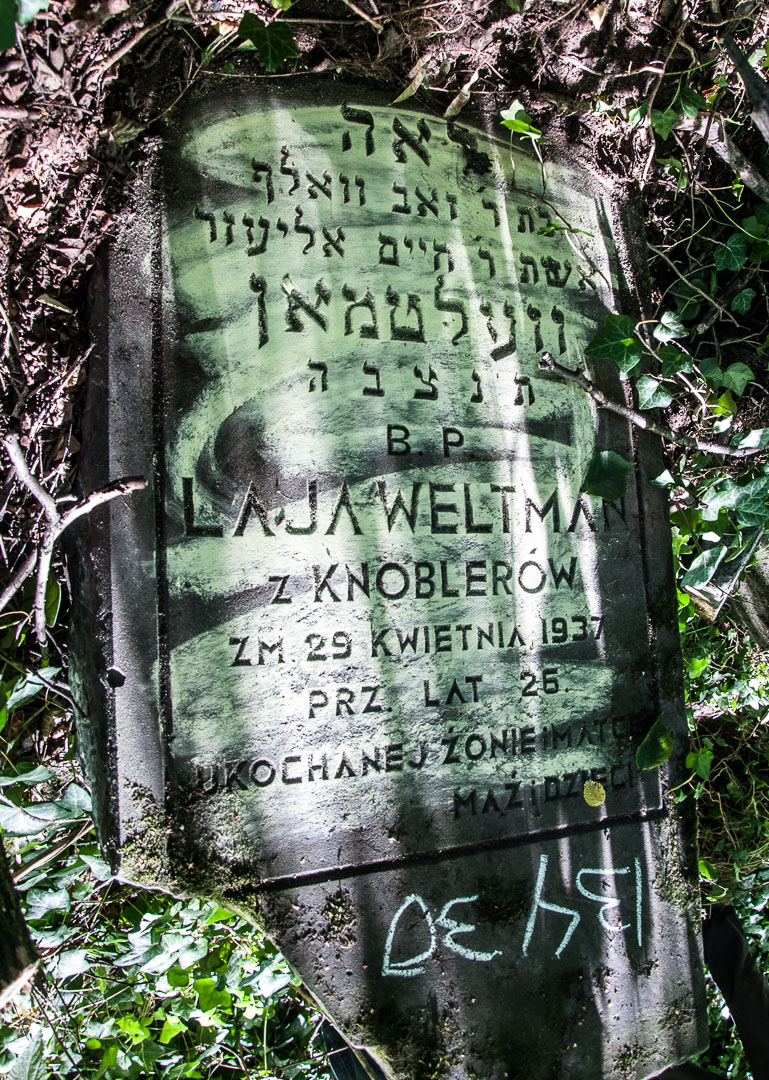 לאה
בת ר׳ זאב וואלף
אשת ר׳ חיים אליעזר
וועלטמאן
ת נ צ ב ה
B. P.
LAJA WELTMAN
Z KNOBLERÓW
ZM 29 KWIETNIA 1937
PRZ. LAT 26.
UKOCHANEJ ŻONIE I MATCE
MĄŻ i DZIECI